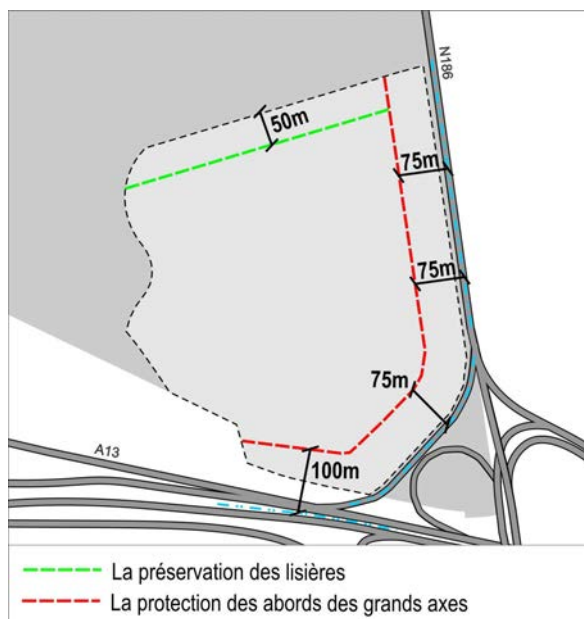 N186
50m
75m
75m
75m
A13
100m
La préservation des lisières
La protection des abords des grands axes